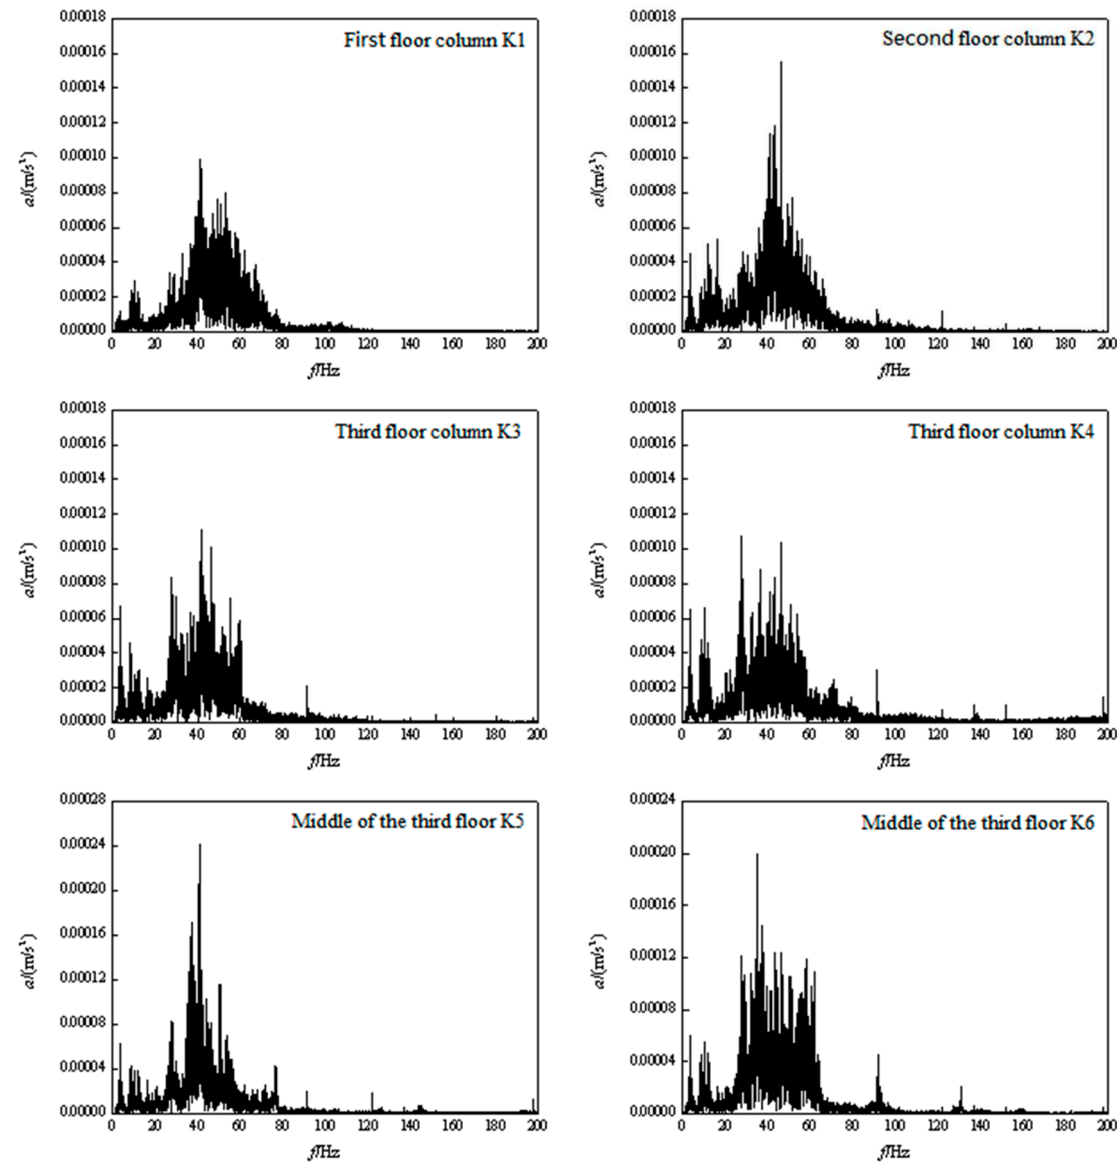 First floor column K1
0.00018
0.00016
0.00014
0.00012
0.00010
0.00008
0.00006
0.00004
0.00002
0.00000
a/(m/s²)
0 20 40 60 80 100 120 140 160 180 200
f/Hz
Second floor column K2
0.00018
0.00016
0.00014
0.00012
0.00010
0.00008
0.00006
0.00004
0.00002
0.00000
a/(m/s²)
0 20 40 60 80 100 120 140 160 180 200
f/Hz
Third floor column K3
0.00018
0.00016
0.00014
0.00012
0.00010
0.00008
0.00006
0.00004
0.00002
0.00000
a/(m/s²)
0 20 40 60 80 100 120 140 160 180 200
f/Hz
Third floor column K4
0.00018
0.00016
0.00014
0.00012
0.00010
0.00008
0.00006
0.00004
0.00002
0.00000
a/(m/s²)
0 20 40 60 80 100 120 140 160 180 200
f/Hz
Middle of the third floor K5
0.00028
0.00024
0.00020
0.00016
0.00012
0.00008
0.00004
0.00000
a/(m/s²)
0 20 40 60 80 100 120 140 160 180 200
f/Hz
Middle of the third floor K6
0.00024
0.00020
0.00016
0.00012
0.00008
0.00004
0.00000
a/(m/s²)
0 20 40 60 80 100 120 140 160 180 200
f/Hz